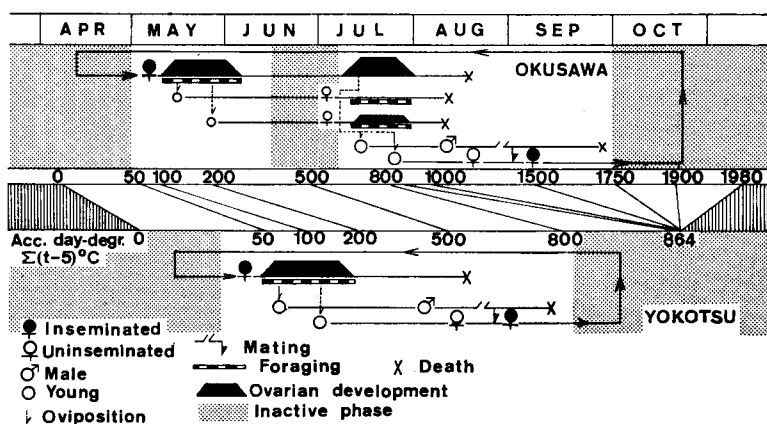 APR MAY JUN JUL AUG SEP OCT
OKUSAWA
0 50 100 200 500 800 1000 1500 1750 1900 1980
Acc. day-degr. 0 50 100 200 500 800 864
Σ(t-5)°C
YOKOTSU
Inseminated
Uninseminated
Male
Young
Oviposition
Mating
Foraging
X Death
Ovarian development
Inactive phase